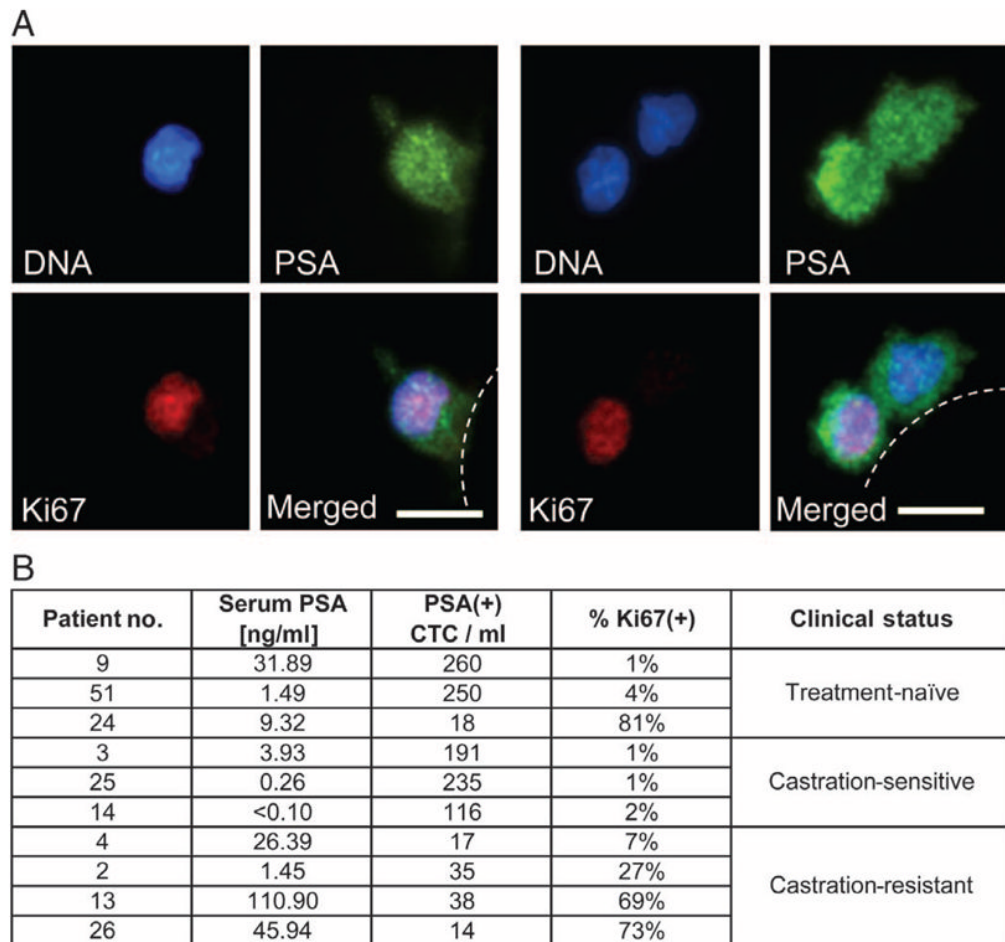 A
DNA PSA DNA PSA
Ki67 Merged Ki67 Merged
B
Patient no. Serum PSA [ng/ml] PSA(+) CTC / ml % Ki67(+) Clinical status
9 31.89 260 1% Treatment-naïve
51 1.49 250 4%
24 9.32 18 81%
3 3.93 191 1% Castration-sensitive
25 0.26 235 1%
14 <0.10 116 2%
4 26.39 17 7% Castration-resistant
2 1.45 35 27%
13 110.90 38 69%
26 45.94 14 73%